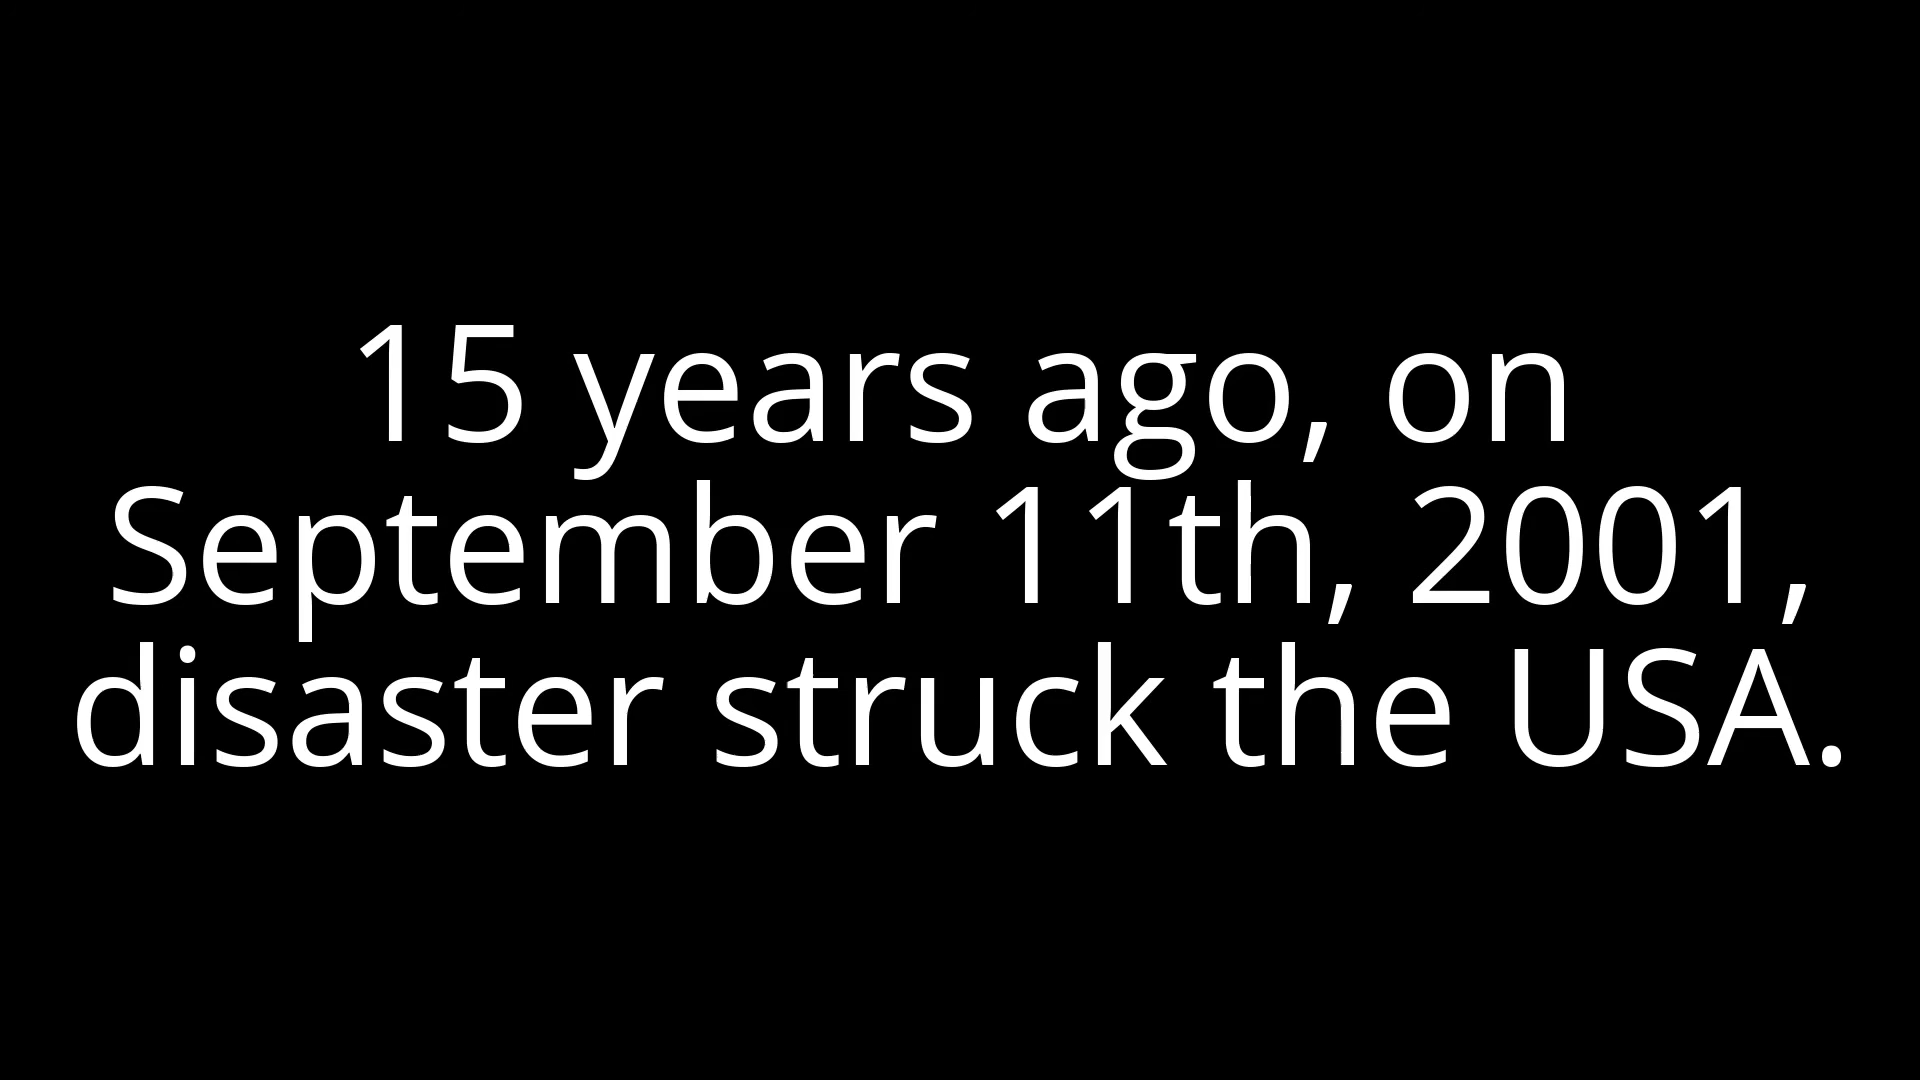 15 years ago, on
September 11th, 2001,
disaster struck the USA.